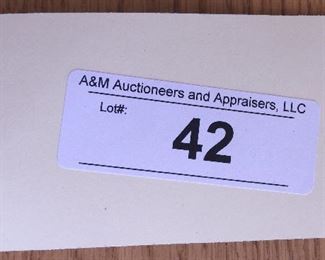 A&M Auctioneers and Appraisers, LLC
Lot#:
42